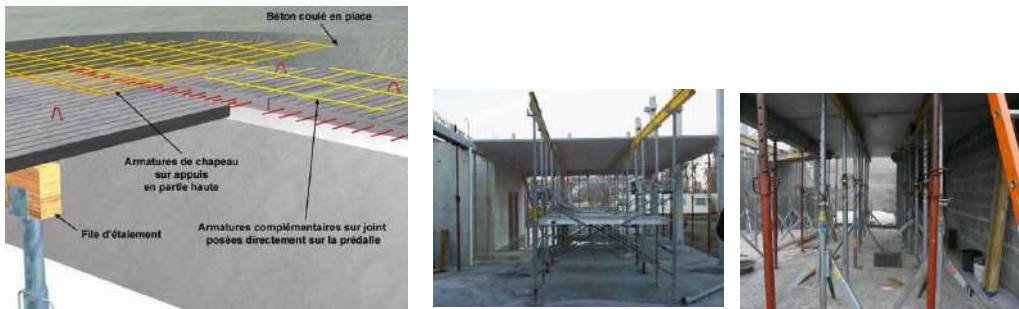 Béton coulé en place
Armatures de chapeau
sur appuis
en partie haute
File d'étaiement
Armatures complémentaires sur joint
posées directement sur la prédalle